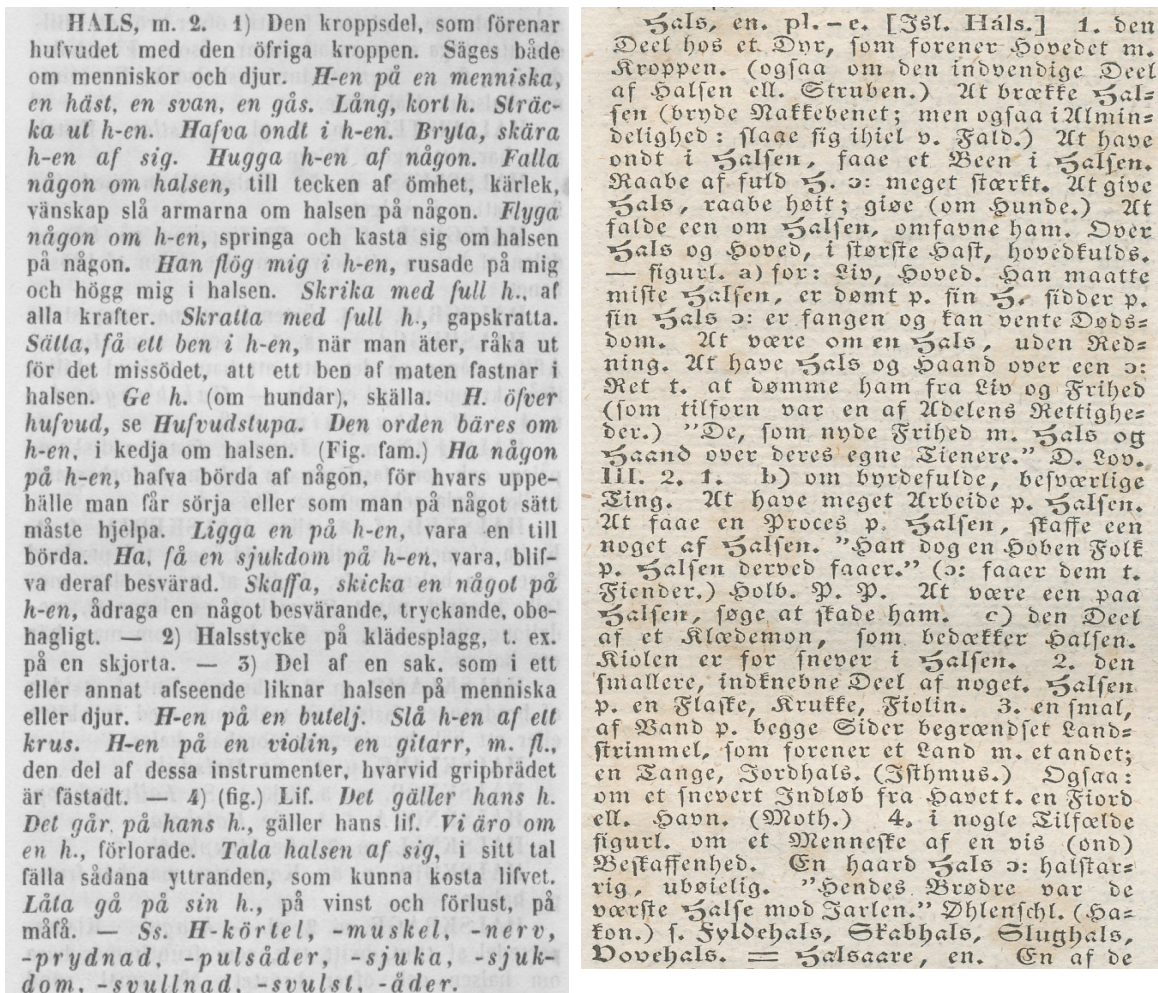 HALS, m. 2. 1) Den kroppsdel, som förenar
hufvudet med den öfriga kroppen. Säges både
om menniskor och djur. H-en på en menniska,
en häst, en svan, en gås. Lång, kort h. Sträc-
ka ut h-en. Hafva ondt i h-en. Bryta, skära
h-en af sig. Hugga h-en af någon. Falla
någon om halsen, till tecken af ömhet, kärlek,
vänskap slå armarna om halsen på någon. Flyga
någon om h-en, springa och kasta sig om halsen
på någon. Han flög mig i h-en, rusade på mig
och högg mig i halsen. Skrika med full h., af
alla krafter. Skratta med full h., gapskratta.
Sätta, få ett ben i h-en, när man äter, råka ut
för det missödet, att ett ben af maten fastnar i
halsen. Ge h. (om hundar), skälla. H. öfver
hufvud, se Hufvudstupa. Den orden bäres om
h-en, i kedja om halsen. (Fig. fam.) Ha någon
på h-en, hafva börda af någon, för hvars uppe-
hälle man får sörja eller som man på något sätt
måste hjelpa. Ligga en på h-en, vara en till
börda. Ha, få en sjukdom på h-en, vara, blif-
va deraf besvärad. Skaffa, skicka en något på
h-en, ådraga en något besvärande, tryckande, obe-
hagligt. — 2) Halsstycke på klädesplagg, t. ex.
på en skjorta. — 3) Del af en sak, som i ett
eller annat afseende liknar halsen på menniska
eller djur. H-en på en butelj. Slå h-en af ett
krus. H-en på en violin, en gitarr, m. fl.,
den del af dessa instrumenter, hvarvid gripbrädet
är fästadt. — 4) (fig.) Lif. Det gäller hans h.
Det går på hans h., gäller hans lif. Vi äro om
en h., förlorade. Tala halsen af sig, i sitt tal
fälla sådana yttranden, som kunna kosta lifvet.
Låta gå på sin h., på vinst och förlust, på
måfå. — Ss. H-körtel, -muskel, -nerv,
-prydnad, -pulsåder, -sjuka, -sjuk-
dom, -svullnad, -svulst, -åder.
Hals, en. pl. - e. [Isl. Háls.] 1. den
Deel hos et Dyr, som forener Hovedet m.
Kroppen. (ogsaa om den indvendige Deel
af Halsen ell. Struben.) At brække Hal-
sen (bryde Nakkebenet; men ogsaa i Almin-
delighed: slaae sig ihiel v. Fald.) At have
ondt i Halsen, faae et Been i Halsen.
Raabe af fuld H. ɔ: meget stærkt. At give
Hals, raabe høit; giøe (om Hunde.) At
falde een om Halsen, omfavne ham. Over
Hals og Hoved, i største Hast, hovedkulds.
— figurl. a) for: Liv, Hoved. Han maatte
miste Halsen, er dømt p. sin H. sidder p.
sin Hals ɔ: er fangen og kan vente Døds-
dom. At være om en Hals, uden Red-
ning. At have Hals og Haand over een ɔ:
Ret t. at dømme ham fra Liv og Frihed
(som tilforn var en af Adelens Rettighe-
der.) "De, som nyde Frihed m. Hals og
Haand over deres egne Tienere." D. Lov.
III. 2. 1. b) om byrdefulde, besværlige
Ting. At have meget Arbeide p. Halsen.
At faae en Proces p. Halsen, skaffe een
noget af Halsen. "Han dog en Hoben Folk
p. Halsen derved faaer." (ɔ: faaer dem t.
Fiender.) Holb. P. P. At være een paa
Halsen, søge at skade ham. c) den Deel
af et Klædemon, som bedækker Halsen.
Kiolen er for snever i Halsen. 2. den
smallere, indknebne Deel af noget. Halsen
p. en Flaske, Krukke, Fiolin. 3. en smal,
af Vand p. begge Sider begrændset Land-
strimmel, som forener et Land m. et andet;
en Tange, Jordhals. (Isthmus.) Ogsaa:
om et snevert Indløb fra Havet t. en Fiord
ell. Havn. (Moth.) 4. i nogle Tilfælde
figurl. om et Menneske af en vis (ond)
Beskaffenhed. En haard Hals ɔ: halstar-
rig, ubøielig. "Hendes Brødre var de
værste Halse mod Jarlen." Øhlenschl. (Ha-
kon.) s. Fyldehals, Skabhals, Slughals,
Vovehals. = Halsaare, en. En af de